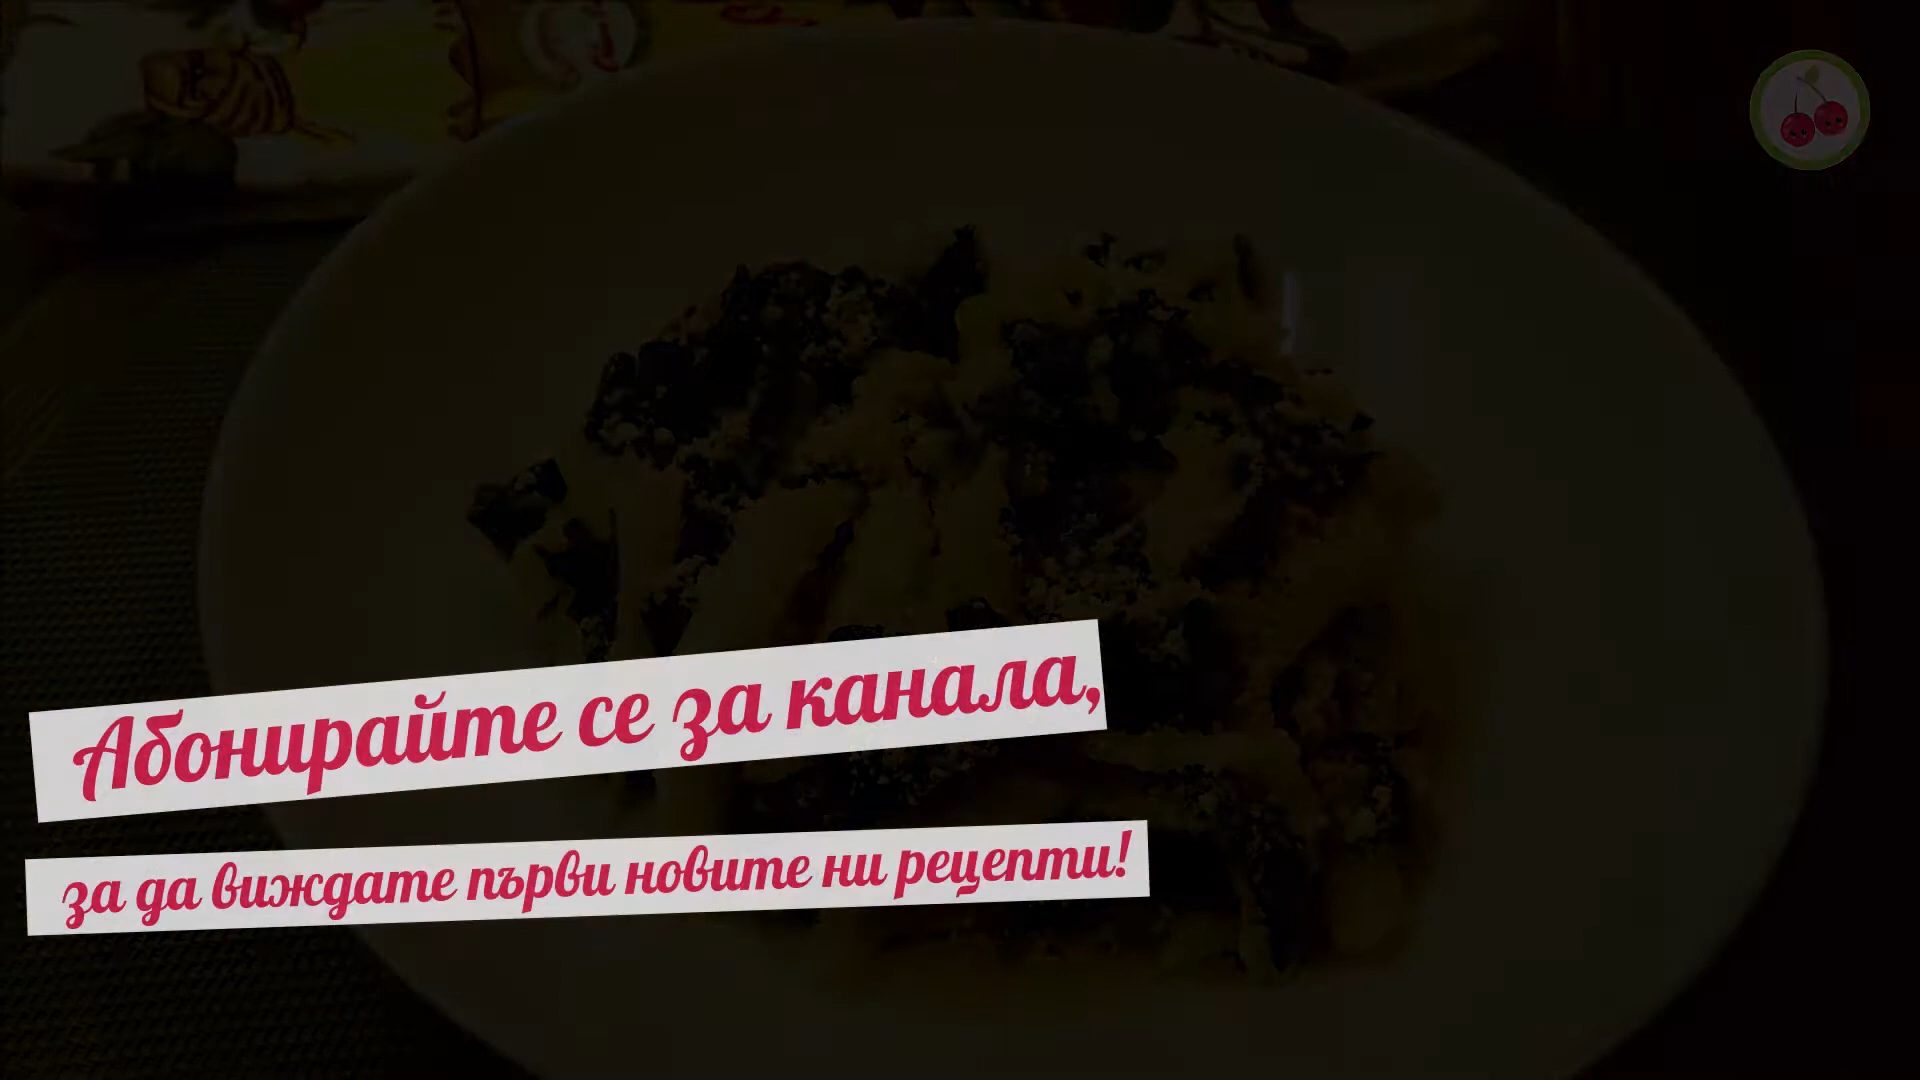 Абонирайте се за канала,
за да виждате първи новите ни рецепти!